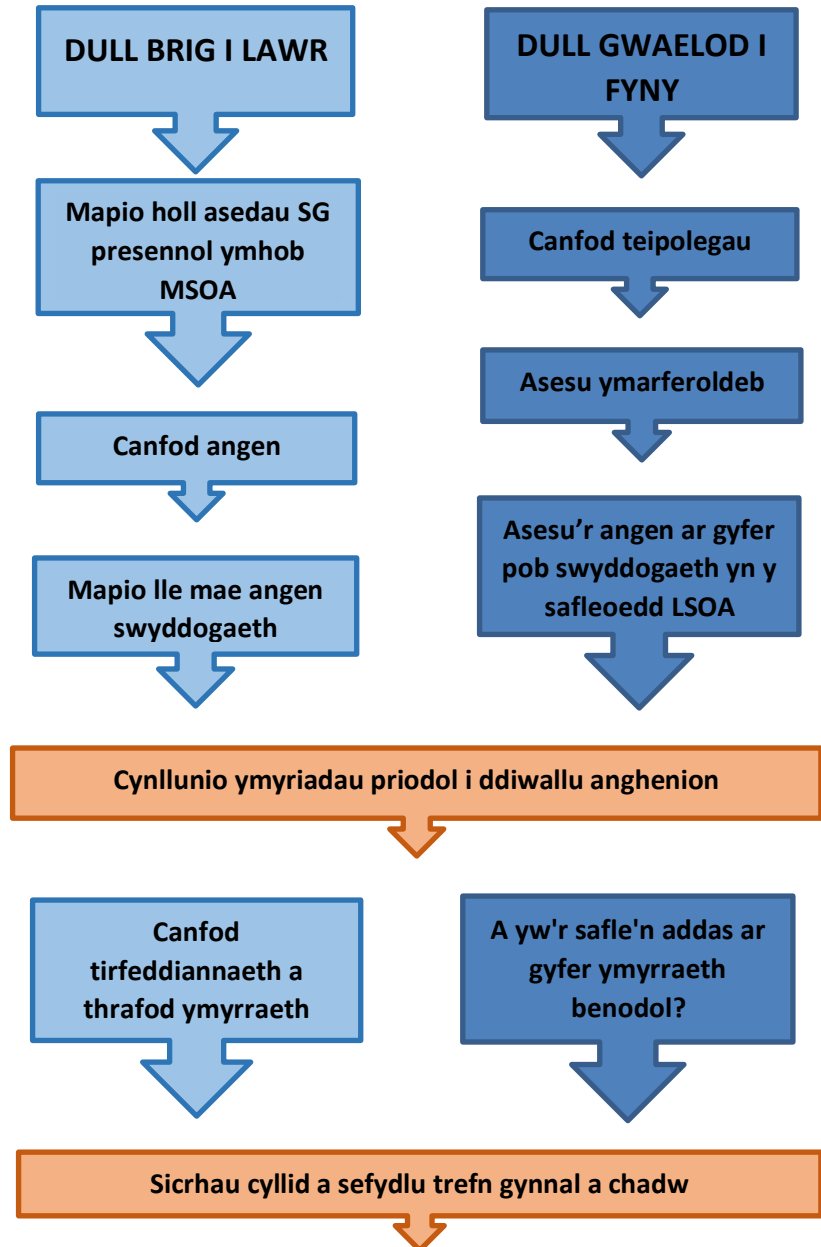 DULL BRIG I LAWR
Mapio holl asedau SG
presennol ymhob
MSOA
Canfod angen
Mapio lle mae angen
swyddogaeth
DULL GWAELOD I
FYNY
Canfod teipolegau
Asesu ymarferoldeb
Asesu’r angen ar gyfer
pob swyddogaeth yn y
safleoedd LSOA
Cynllunio ymyriadau priodol i ddiwallu anghenion
Canfod
tirfeddiannaeth a
thrafod ymyrraeth
A yw'r safle'n addas ar
gyfer ymyrraeth
benodol?
Sicrhau cyllid a sefydlu trefn gynnal a chadw